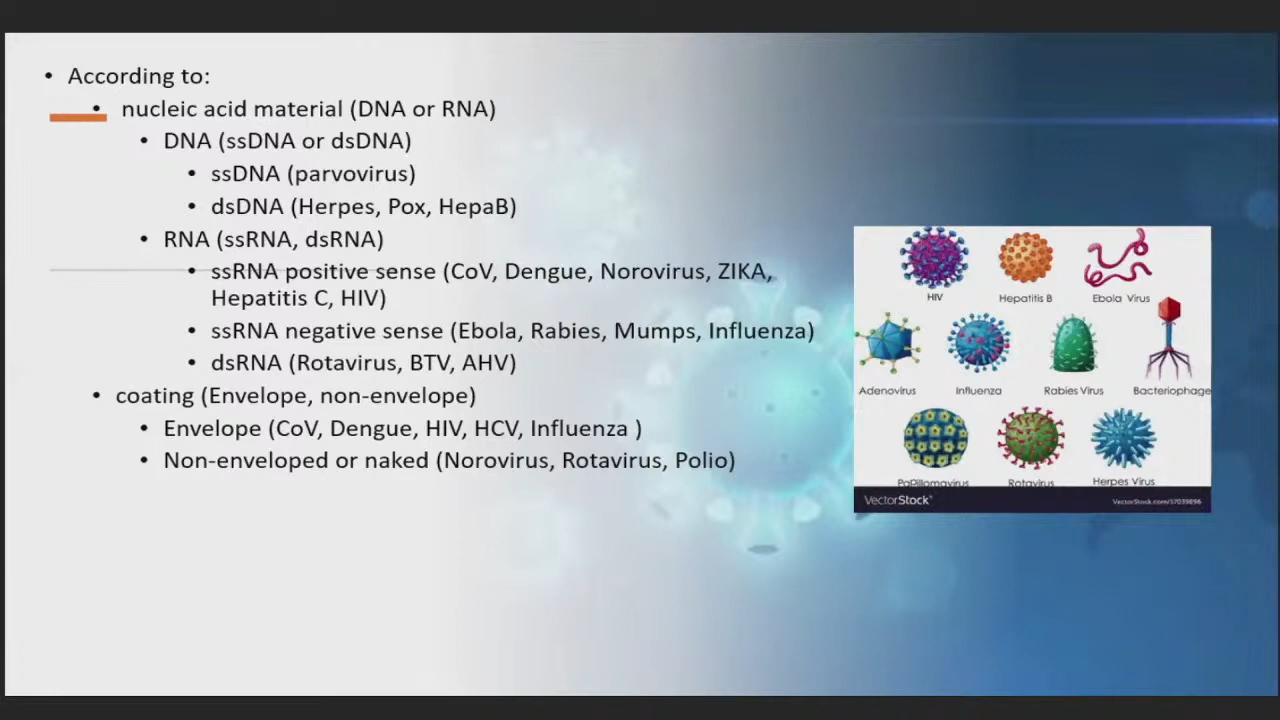 • According to:
• nucleic acid material (DNA or RNA)
• DNA (ssDNA or dsDNA)
• ssDNA (parvovirus)
• dsDNA (Herpes, Pox, HepaB)
• RNA (ssRNA, dsRNA)
• ssRNA positive sense (CoV, Dengue, Norovirus, ZIKA,
Hepatitis C, HIV)
• ssRNA negative sense (Ebola, Rabies, Mumps, Influenza)
• dsRNA (Rotavirus, BTV, AHV)
• coating (Envelope, non-envelope)
• Envelope (CoV, Dengue, HIV, HCV, Influenza )
• Non-enveloped or naked (Norovirus, Rotavirus, Polio)
HIV Hepatitis B Ebola Virus
Adenovirus Influenza Rabies Virus Bacteriophage
Papillomavirus Rotavirus Herpes Virus
VectorStock® VectorStock.com/37039896